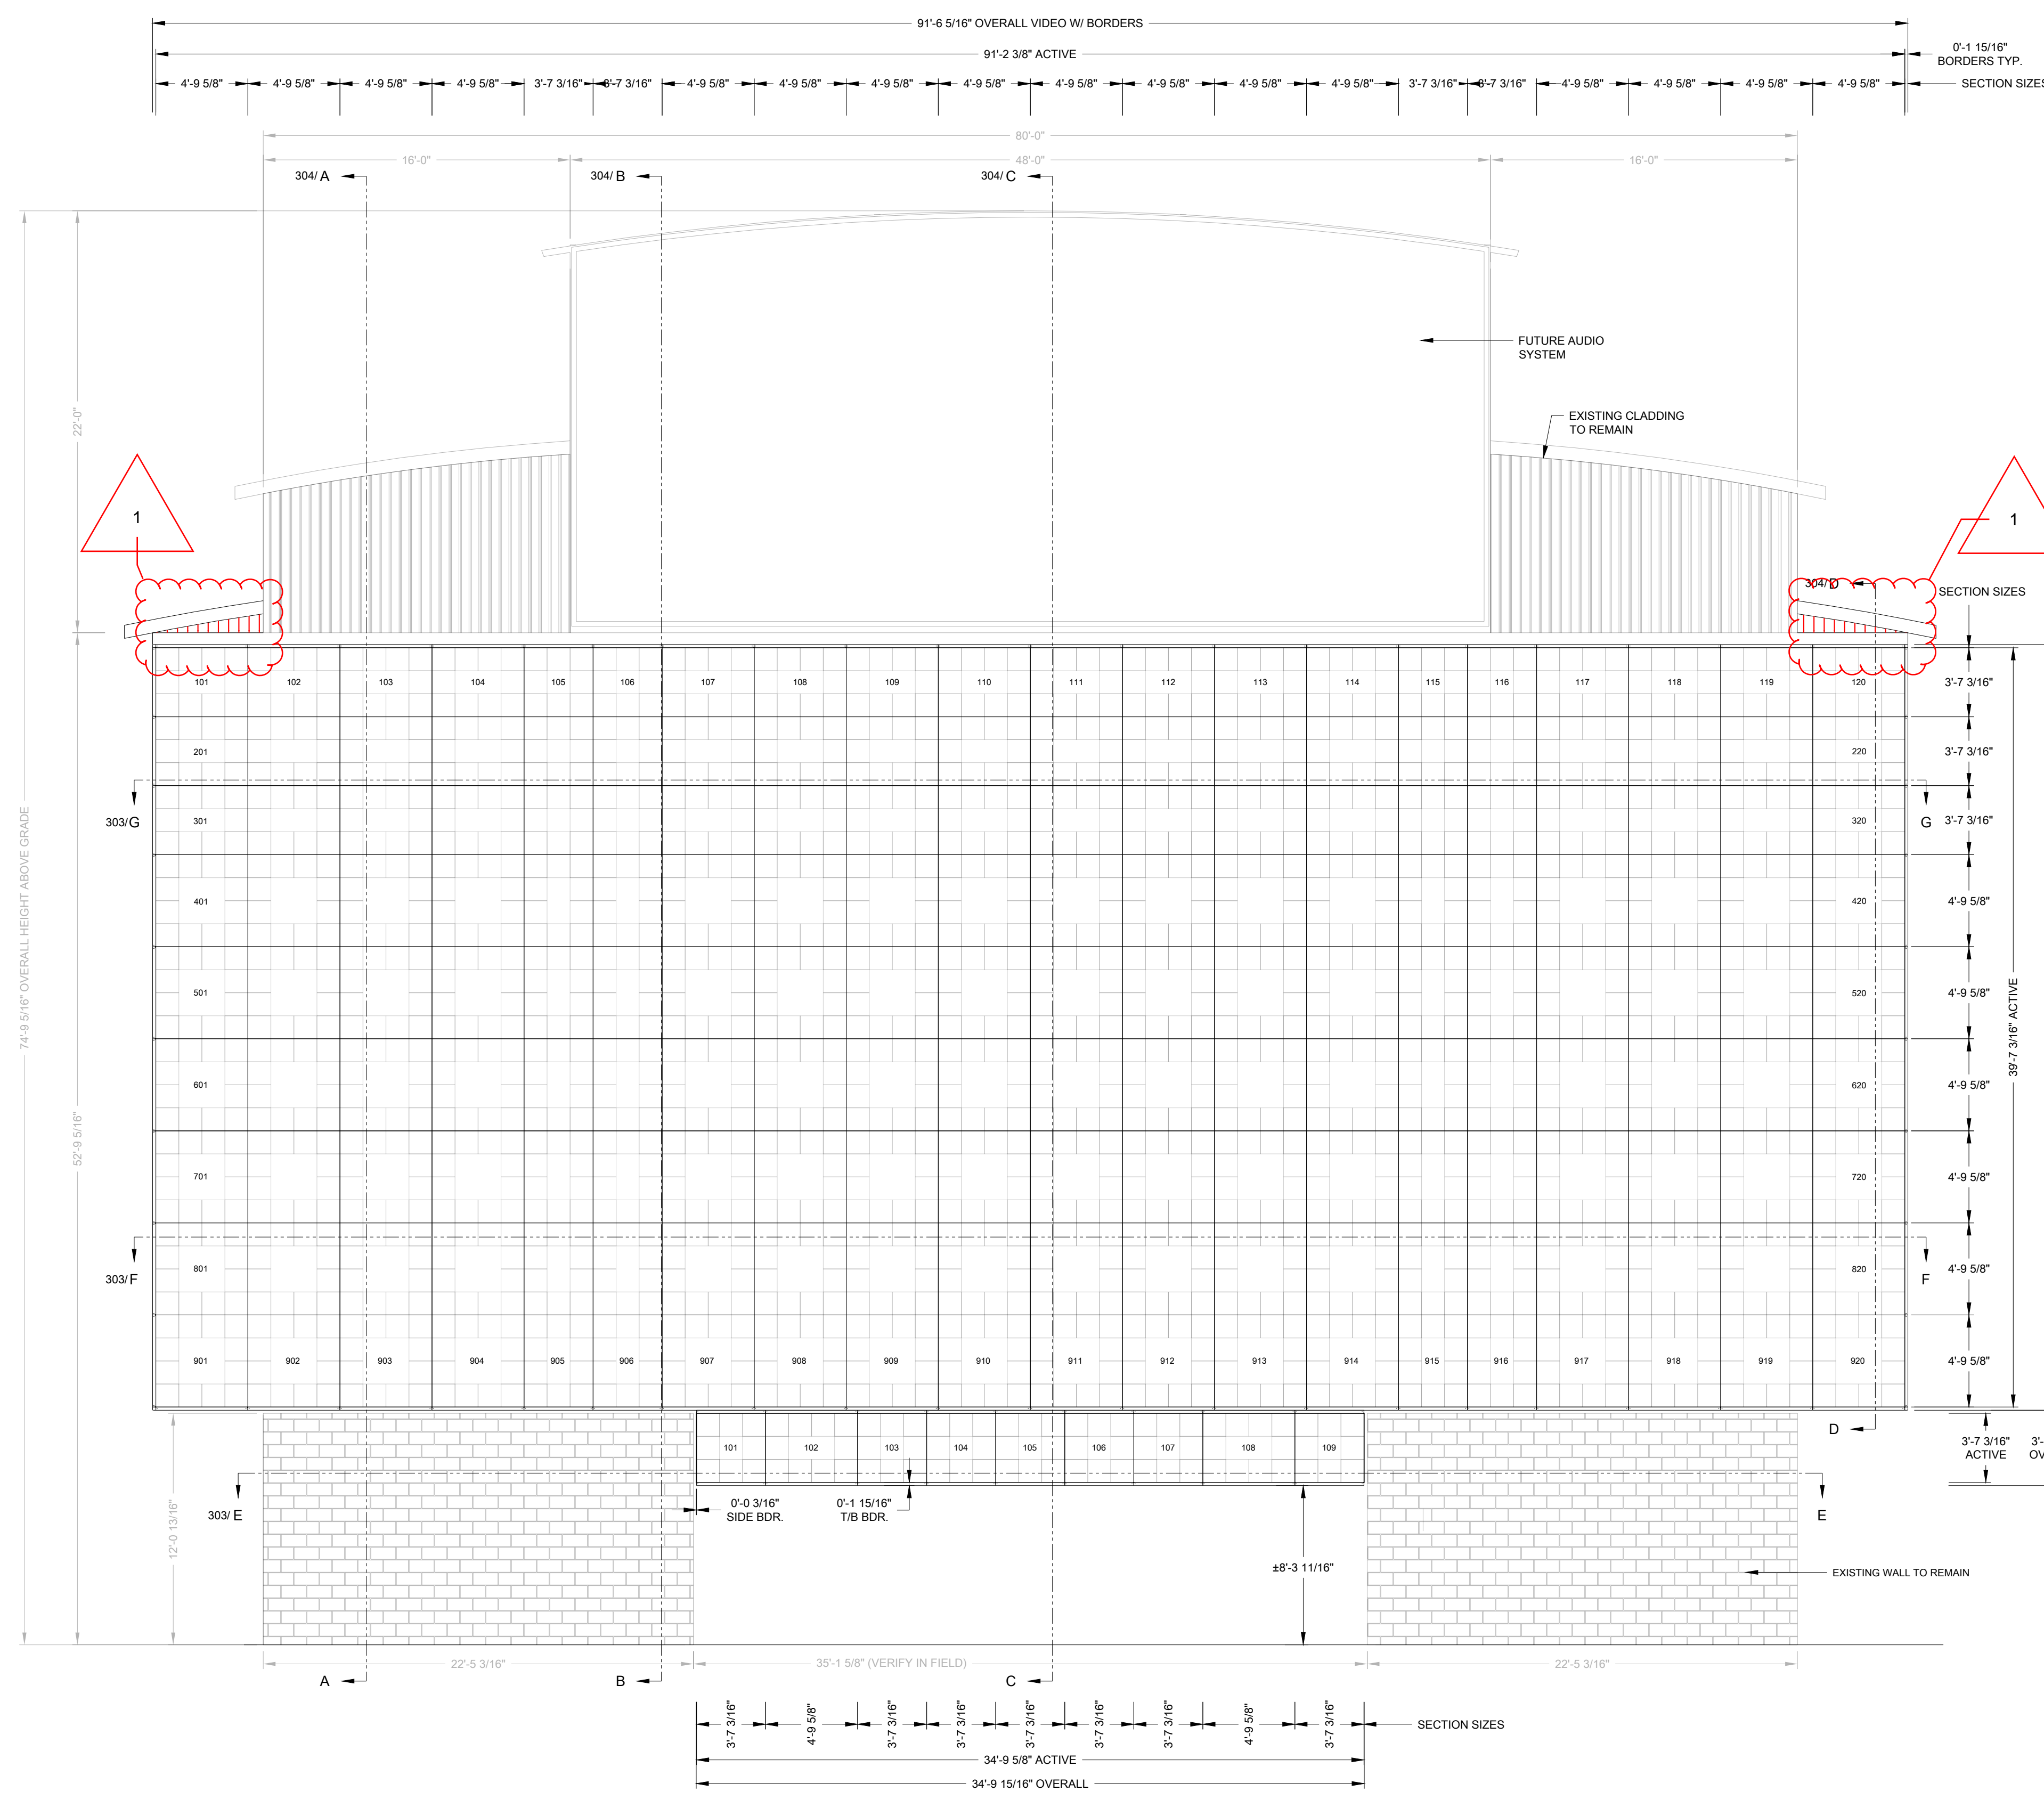 91'-6 5/16" OVERALL VIDEO W/ BORDERS
91'-2 3/8" ACTIVE
0'-1 15/16"
BORDERS TYP.
4'-9 5/8" 4'-9 5/8" 4'-9 5/8" 4'-9 5/8" 3'-7 3/16" 3'-7 3/16" 4'-9 5/8" 4'-9 5/8" 4'-9 5/8" 4'-9 5/8" 4'-9 5/8" 4'-9 5/8" 4'-9 5/8" 4'-9 5/8" 3'-7 3/16" 3'-7 3/16" 4'-9 5/8" 4'-9 5/8" 4'-9 5/8" 4'-9 5/8" SECTION SIZES
80'-0"
16'-0" 48'-0" 16'-0"
304/ A 304/ B 304/ C
FUTURE AUDIO
SYSTEM
EXISTING CLADDING
TO REMAIN
22'-0"
1 1
304/ D
SECTION SIZES
101 102 103 104 105 106 107 108 109 110 111 112 113 114 115 116 117 118 119 120 3'-7 3/16"
201 220 3'-7 3/16"
303/ G 301 320 G 3'-7 3/16"
401 420 4'-9 5/8"
501 520 4'-9 5/8"
74'-9 5/16" OVERALL HEIGHT ABOVE GRADE
39'-7 3/16" ACTIVE
601 620 4'-9 5/8"
52'-9 5/16"
701 720 4'-9 5/8"
801 820 4'-9 5/8"
303/ F F
901 902 903 904 905 906 907 908 909 910 911 912 913 914 915 916 917 918 919 920 4'-9 5/8"
D
101 102 103 104 105 106 107 108 109
3'-7 3/16"
ACTIVE
3'-
OV
0'-0 3/16"
SIDE BDR.
0'-1 15/16"
T/B BDR.
303/ E E
12'-0 13/16"
±8'-3 11/16"
EXISTING WALL TO REMAIN
22'-5 3/16" 35'-1 5/8" (VERIFY IN FIELD) 22'-5 3/16"
A B C
3'-7 3/16" 4'-9 5/8" 3'-7 3/16" 3'-7 3/16" 3'-7 3/16" 3'-7 3/16" 3'-7 3/16" 4'-9 5/8" 3'-7 3/16" SECTION SIZES
34'-9 5/8" ACTIVE
34'-9 15/16" OVERALL